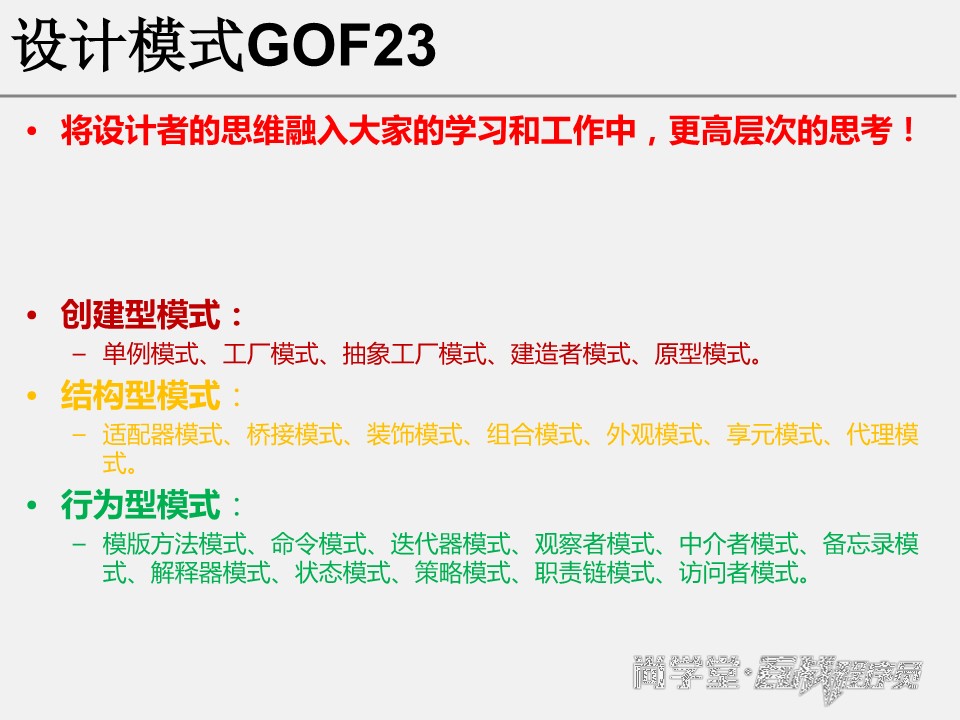 设计模式GOF23
• 将设计者的思维融入大家的学习和工作中，更高层次的思考！
• 创建型模式：
– 单例模式、工厂模式、抽象工厂模式、建造者模式、原型模式。
• 结构型模式：
– 适配器模式、桥接模式、装饰模式、组合模式、外观模式、享元模式、代理模
式。
• 行为型模式：
– 模版方法模式、命令模式、迭代器模式、观察者模式、中介者模式、备忘录模
式、解释器模式、状态模式、策略模式、职责链模式、访问者模式。
尚学堂·